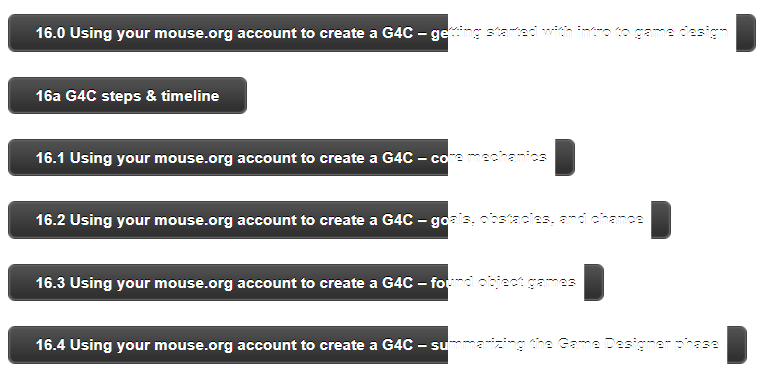 16.0 Using your mouse.org account to create a G4C – getting started with intro to game design
16a G4C steps & timeline
16.1 Using your mouse.org account to create a G4C – core mechanics
16.2 Using your mouse.org account to create a G4C – goals, obstacles, and chance
16.3 Using your mouse.org account to create a G4C – found object games
16.4 Using your mouse.org account to create a G4C – summarizing the Game Designer phase